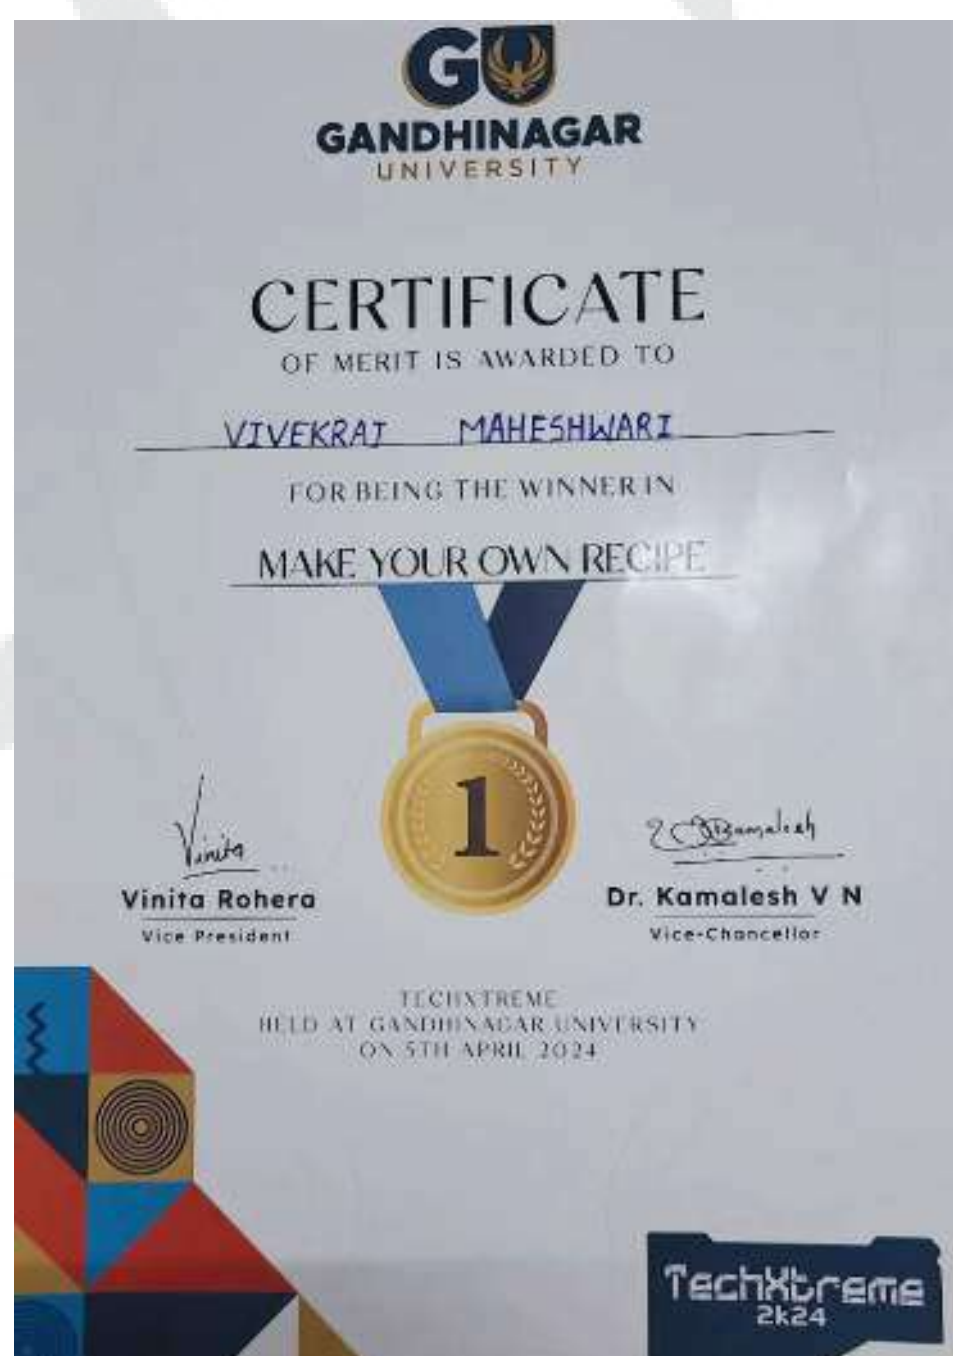 GU
GANDHINAGAR
UNIVERSITY
CERTIFICATE
OF MERIT IS AWARDED TO
VIVEKRAJ MAHESHWARI
FOR BEING THE WINNER IN
MAKE YOUR OWN RECIPE
1
Vinita
Vinita Rohera
Vice President
Kamalesh
Dr. Kamalesh V N
Vice-Chancellor
TECHXTREME
HELD AT GANDHINAGAR UNIVERSITY
ON 5TH APRIL 2024
TechXtreme
2k24